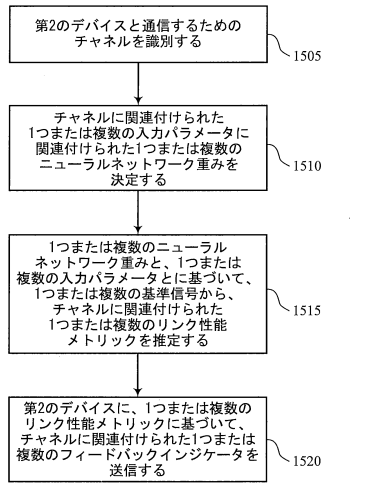 第2のデバイスと通信するための
チャネルを識別する
1505
チャネルに関連付けられた
1つまたは複数の入力パラメータに
関連付けられた1つまたは複数の
ニューラルネットワーク重みを
決定する
1510
1つまたは複数のニューラル
ネットワーク重みと、1つまたは
複数の入力パラメータとに基づいて、
1つまたは複数の基準信号から、
チャネルに関連付けられた
1つまたは複数のリンク性能
メトリックを推定する
1515
第2のデバイスに、1つまたは複数の
リンク性能メトリックに基づいて、
チャネルに関連付けられた1つまたは
複数のフィードバックインジケータを
送信する
1520